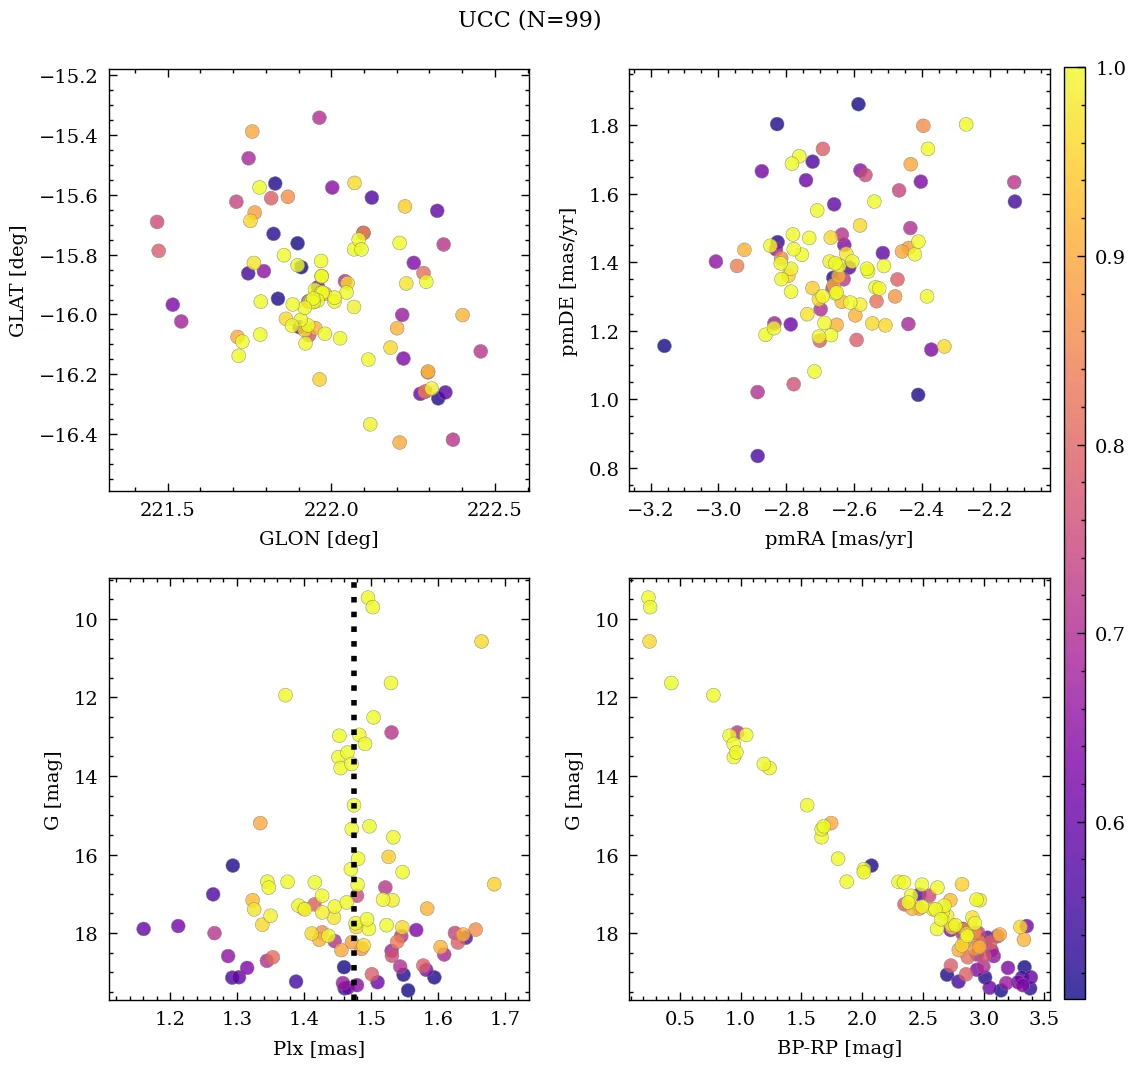 UCC (N=99)
−15.2
−15.4
−15.6
−15.8
−16.0
−16.2
−16.4
GLAT [deg]
221.5 222.0 222.5
GLON [deg]
1.8
1.6
1.4
1.2
1.0
0.8
pmDE [mas/yr]
−3.2 −3.0 −2.8 −2.6 −2.4 −2.2
pmRA [mas/yr]
1.0
0.9
0.8
0.7
0.6
10
12
14
16
18
G [mag]
1.2 1.3 1.4 1.5 1.6 1.7
Plx [mas]
10
12
14
16
18
G [mag]
0.5 1.0 1.5 2.0 2.5 3.0 3.5
BP-RP [mag]